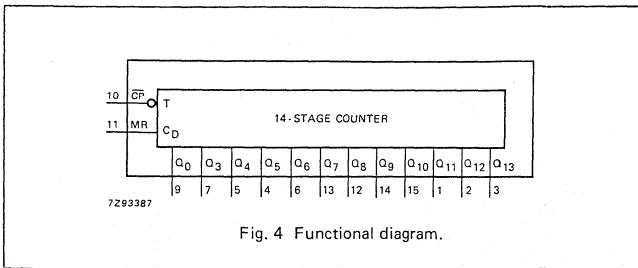 10 CP T
14-STAGE COUNTER
11 MR CD
Q0 Q3 Q4 Q5 Q6 Q7 Q8 Q9 Q10 Q11 Q12 Q13
9 7 5 4 6 13 12 14 15 1 2 3
7Z93387
Fig. 4 Functional diagram.